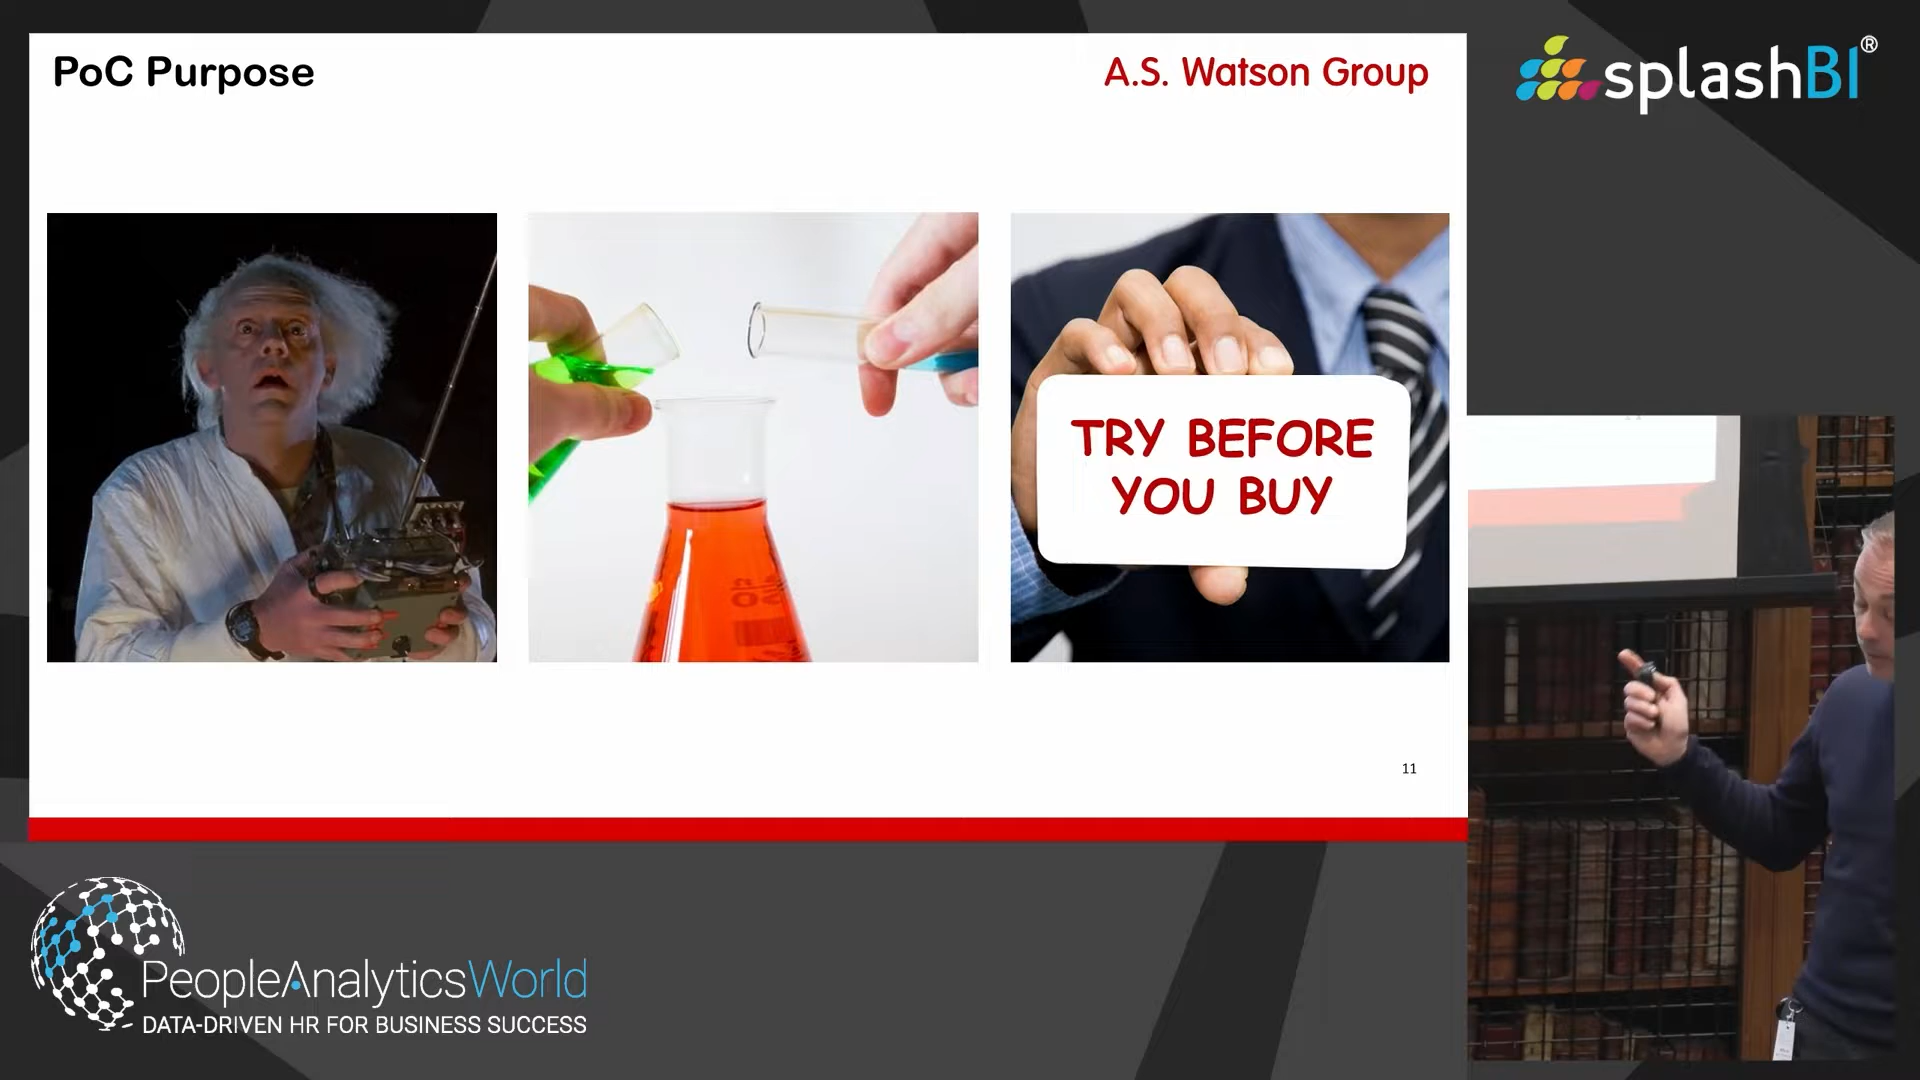 PoC Purpose
A.S. Watson Group
splashBI®
TRY BEFORE
YOU BUY
11
PeopleAnalyticsWorld
DATA-DRIVEN HR FOR BUSINESS SUCCESS